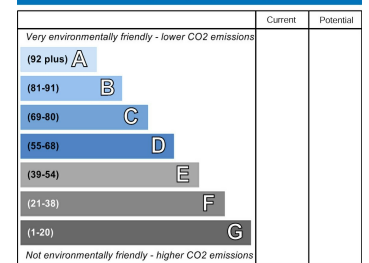 Current Potential
Very environmentally friendly - lower CO2 emissions
(92 plus) A
(81-91) B
(69-80) C
(55-68) D
(39-54) E
(21-38) F
(1-20) G
Not environmentally friendly - higher CO2 emissions